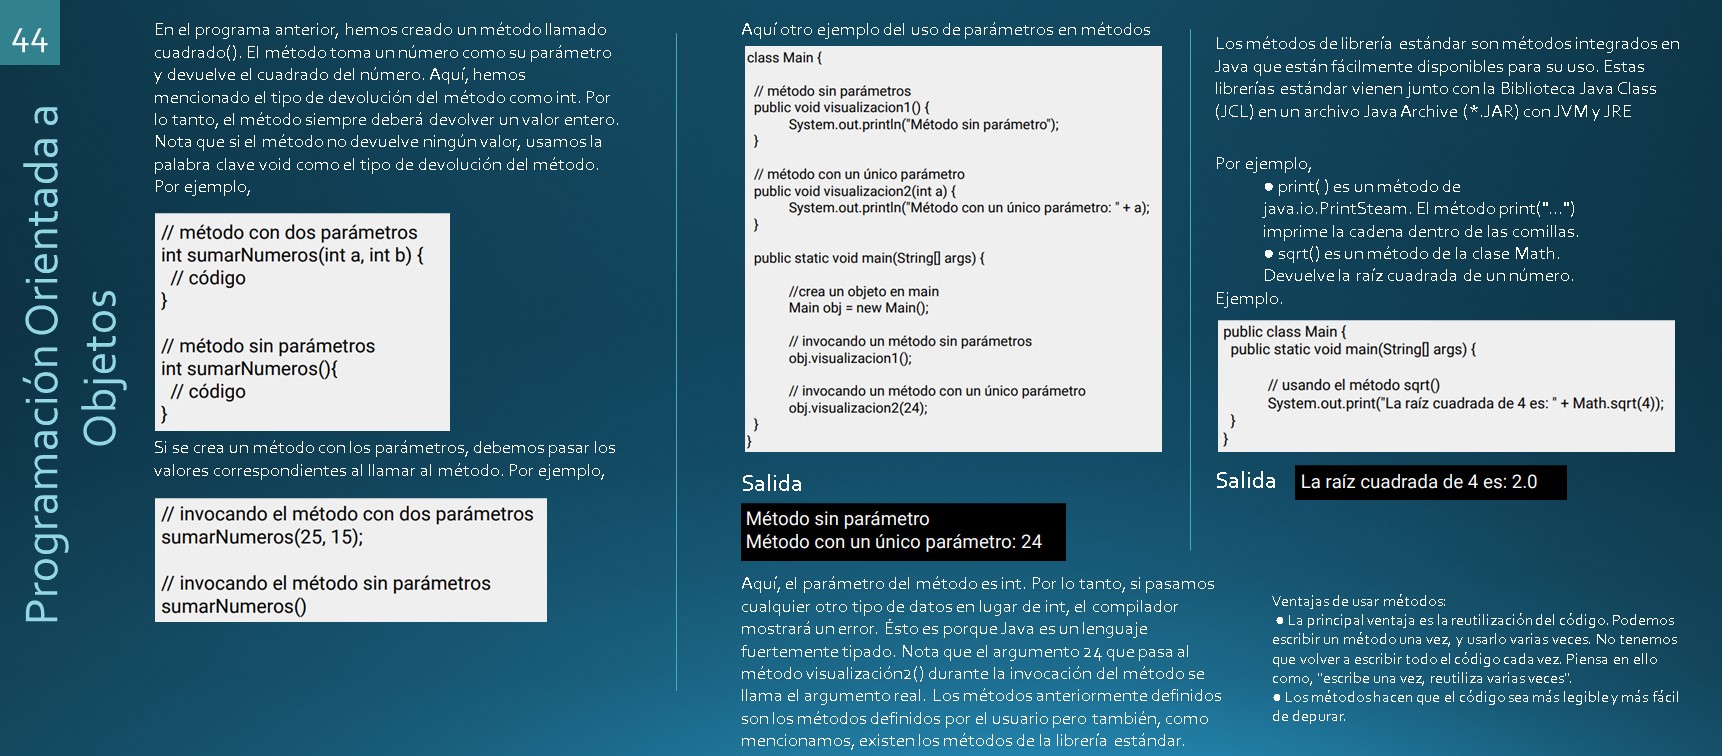 44
Programación Orientada a
Objetos
En el programa anterior, hemos creado un método llamado
cuadrado(). El método toma un número como su parámetro
y devuelve el cuadrado del número. Aquí, hemos
mencionado el tipo de devolución del método como int. Por
lo tanto, el método siempre deberá devolver un valor entero.
Nota que si el método no devuelve ningún valor, usamos la
palabra clave void como el tipo de devolución del método.
Por ejemplo,
// método con dos parámetros
int sumarNumeros(int a, int b) {
// código
}
// método sin parámetros
int sumarNumeros(){
// código
}
Si se crea un método con los parámetros, debemos pasar los
valores correspondientes al llamar al método. Por ejemplo,
// invocando el método con dos parámetros
sumarNumeros(25, 15);
// invocando el método sin parámetros
sumarNumeros()
Aquí otro ejemplo del uso de parámetros en métodos
class Main {
// método sin parámetros
public void visualizacion1() {
System.out.println("Método sin parámetro");
}
// método con un único parámetro
public void visualizacion2(int a) {
System.out.println("Método con un único parámetro: " + a);
}
public static void main(String[] args) {
//crea un objeto en main
Main obj = new Main();
// invocando un método sin parámetros
obj.visualizacion1();
// invocando un método con un único parámetro
obj.visualizacion2(24);
}
}
Salida
Método sin parámetro
Método con un único parámetro: 24
Aquí, el parámetro del método es int. Por lo tanto, si pasamos
cualquier otro tipo de datos en lugar de int, el compilador
mostrará un error. Ésto es porque Java es un lenguaje
fuertemente tipado. Nota que el argumento 24 que pasa al
método visualización2() durante la invocación del método se
llama el argumento real. Los métodos anteriormente definidos
son los métodos definidos por el usuario pero también, como
mencionamos, existen los métodos de la librería estándar.
Los métodos de librería estándar son métodos integrados en
Java que están fácilmente disponibles para su uso. Estas
librerías estándar vienen junto con la Biblioteca Java Class
(JCL) en un archivo Java Archive (*.JAR) con JVM y JRE
Por ejemplo,
● print( ) es un método de
java.io.PrintSteam. El método print("...")
imprime la cadena dentro de las comillas.
● sqrt() es un método de la clase Math.
Devuelve la raíz cuadrada de un número.
Ejemplo.
public class Main {
public static void main(String[] args) {
// usando el método sqrt()
System.out.print("La raíz cuadrada de 4 es: " + Math.sqrt(4));
}
}
Salida
La raíz cuadrada de 4 es: 2.0
Ventajas de usar métodos:
● La principal ventaja es la reutilización del código. Podemos
escribir un método una vez, y usarlo varias veces. No tenemos
que volver a escribir todo el código cada vez. Piensa en ello
como, "escribe una vez, reutiliza varias veces".
● Los métodos hacen que el código sea más legible y más fácil
de depurar.